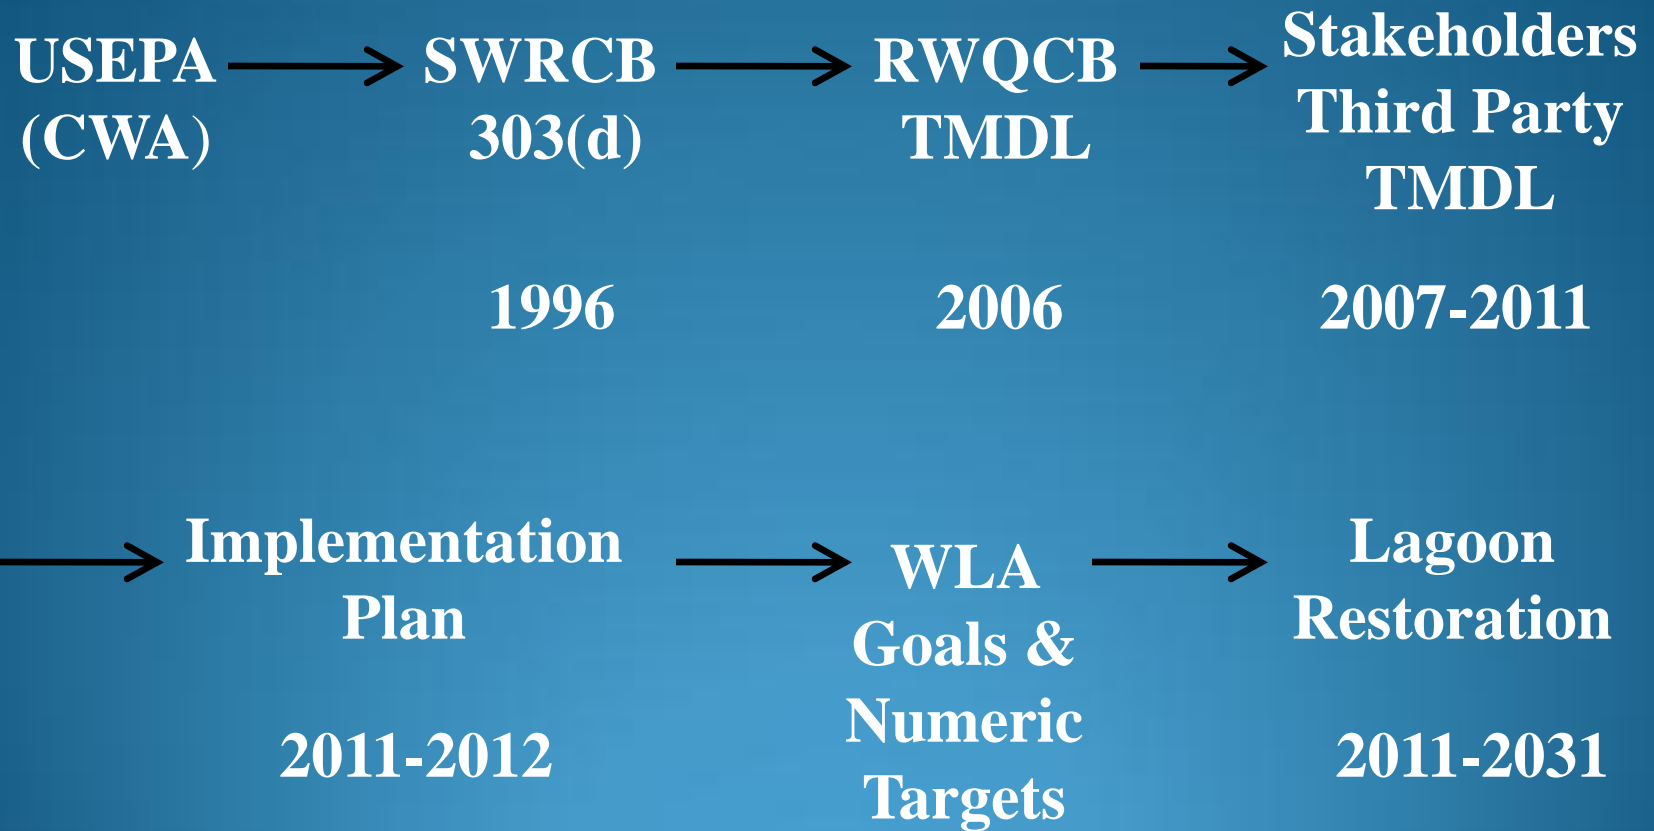 USEPA
(CWA)
SWRCB
303(d)
1996
RWQCB
TMDL
2006
Stakeholders
Third Party
TMDL
2007-2011
Implementation
Plan
2011-2012
WLA
Goals &
Numeric
Targets
Lagoon
Restoration
2011-2031